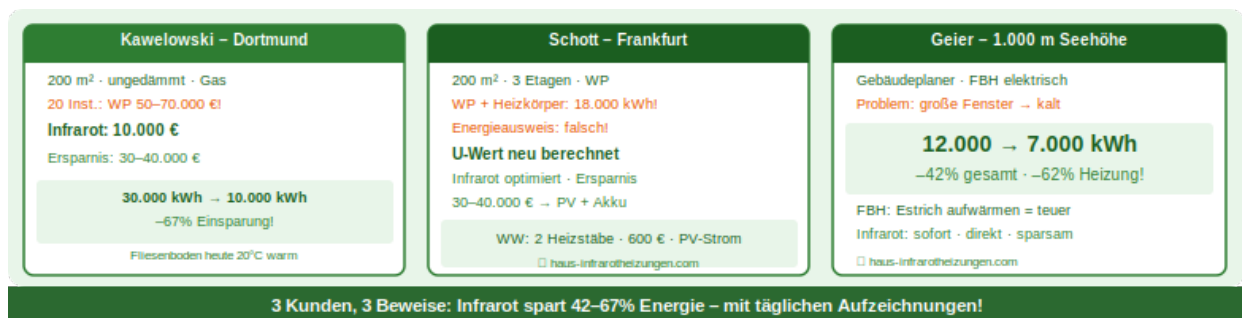 Kawelowski – Dortmund
200 m² · ungedämmt · Gas
20 Inst.: WP 50–70.000 €!
Infrarot: 10.000 €
Ersparnis: 30–40.000 €
30.000 kWh → 10.000 kWh
–67% Einsparung!
Fliesenboden heute 20°C warm
Schott – Frankfurt
200 m² · 3 Etagen · WP
WP + Heizkörper: 18.000 kWh!
Energieausweis: falsch!
U-Wert neu berechnet
Infrarot optimiert · Ersparnis
30–40.000 € → PV + Akku
WW: 2 Heizstäbe · 600 € · PV-Strom
haus-infrarotheizungen.com
Geier – 1.000 m Seehöhe
Gebäudeplaner · FBH elektrisch
Problem: große Fenster → kalt
12.000 → 7.000 kWh
–42% gesamt · –62% Heizung!
FBH: Estrich aufwärmen = teuer
Infrarot: sofort · direkt · sparsam
haus-infrarotheizungen.com
3 Kunden, 3 Beweise: Infrarot spart 42–67% Energie – mit täglichen Aufzeichnungen!